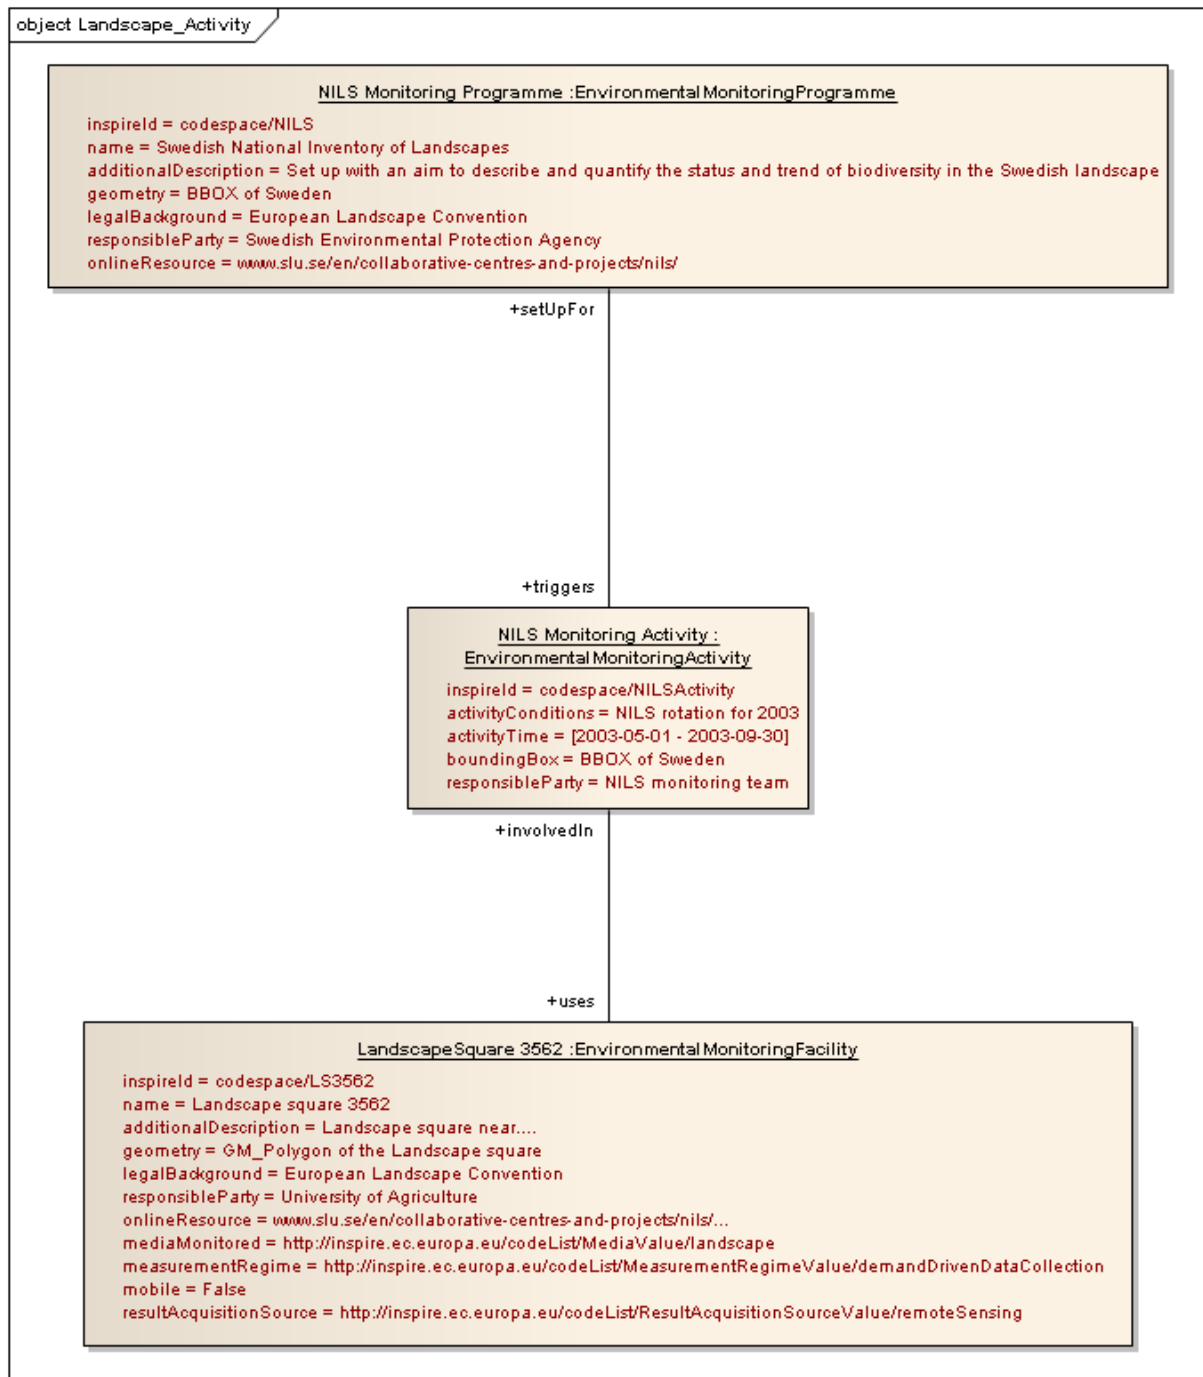 object Landscape_Activity
NILS Monitoring Programme :EnvironmentalMonitoringProgramme
inspireId = codespace/NILS
name = Swedish National Inventory of Landscapes
additionalDescription = Set up with an aim to describe and quantify the status and trend of biodiversity in the Swedish landscape
geometry = BBOX of Sweden
legalBackground = European Landscape Convention
responsibleParty = Swedish Environmental Protection Agency
onlineResource = www.slu.se/en/collaborative-centres-and-projects/nils/
+setUpFor
+triggers
NILS Monitoring Activity :
EnvironmentalMonitoringActivity
inspireId = codespace/NILSActivity
activityConditions = NILS rotation for 2003
activityTime = [2003-05-01 - 2003-09-30]
boundingBox = BBOX of Sweden
responsibleParty = NILS monitoring team
+involvedIn
+uses
LandscapeSquare 3562 :EnvironmentalMonitoringFacility
inspireId = codespace/LS3562
name = Landscape square 3562
additionalDescription = Landscape square near....
geometry = GM_Polygon of the Landscape square
legalBackground = European Landscape Convention
responsibleParty = University of Agriculture
onlineResource = www.slu.se/en/collaborative-centres-and-projects/nils/...
mediaMonitored = http://inspire.ec.europa.eu/codeList/MediaValue/landscape
measurementRegime = http://inspire.ec.europa.eu/codeList/MeasurementRegimeValue/demandDrivenDataCollection
mobile = False
resultAcquisitionSource = http://inspire.ec.europa.eu/codeList/ResultAcquisitionSourceValue/remoteSensing